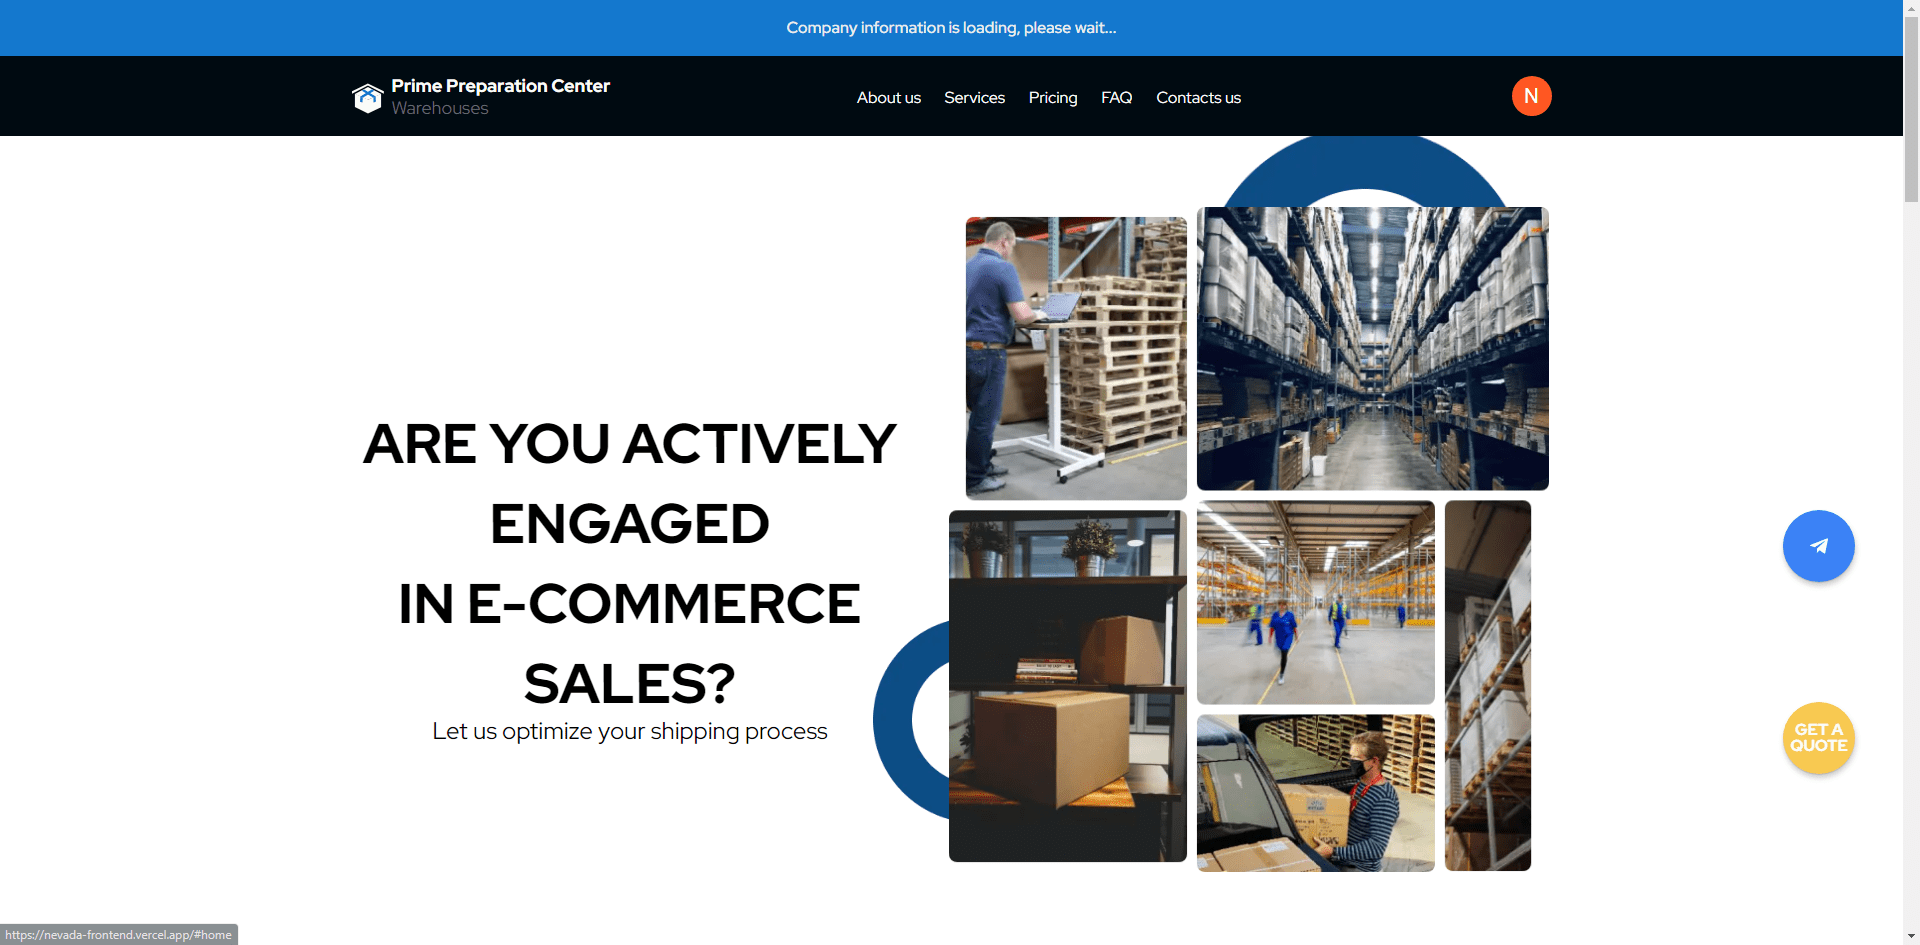 Company information is loading, please wait...
Prime Preparation Center
Warehouses
About us
Services
Pricing
FAQ
Contacts us
N
ARE YOU ACTIVELY
ENGAGED
IN E-COMMERCE
SALES?
Let us optimize your shipping process
GET A
QUOTE
https://nevada-frontend.vercel.app/#home